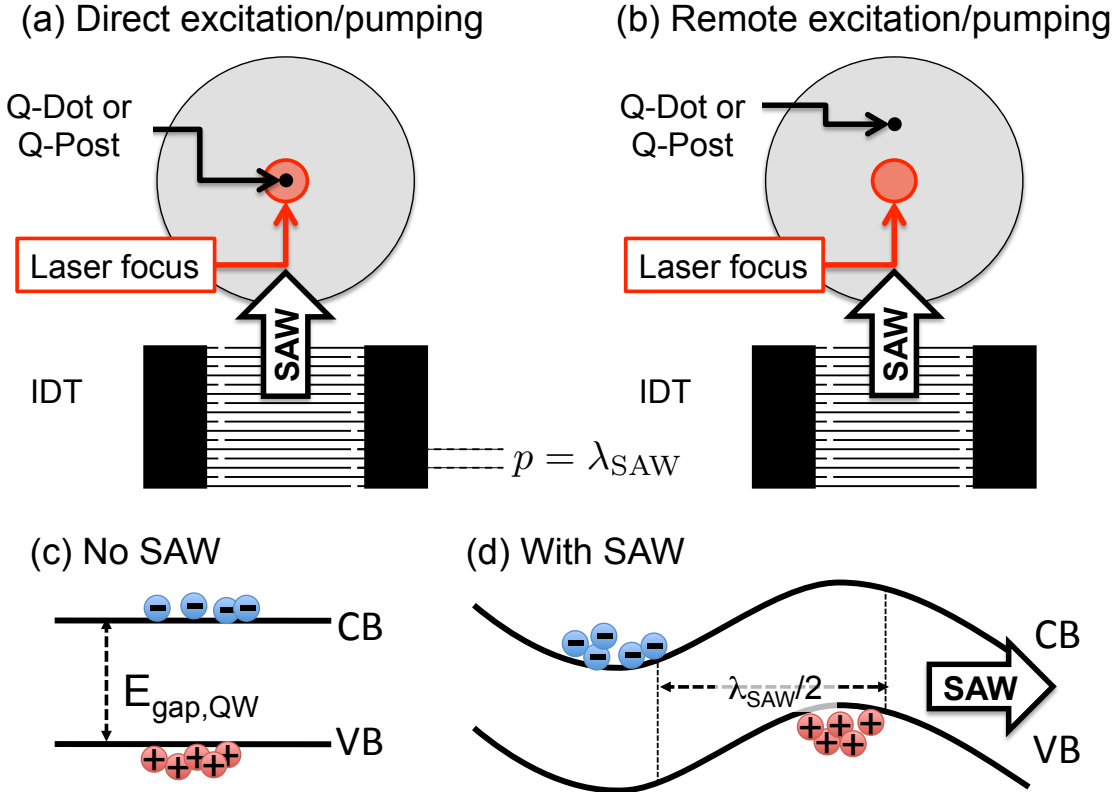 (a) Direct excitation/pumping
(b) Remote excitation/pumping
Q-Dot or
Q-Post
Q-Dot or
Q-Post
Laser focus
Laser focus
SAW
SAW
IDT
IDT
p = λSAW
(c) No SAW
(d) With SAW
CB
Egap,QW
VB
CB
λSAW/2
SAW
VB